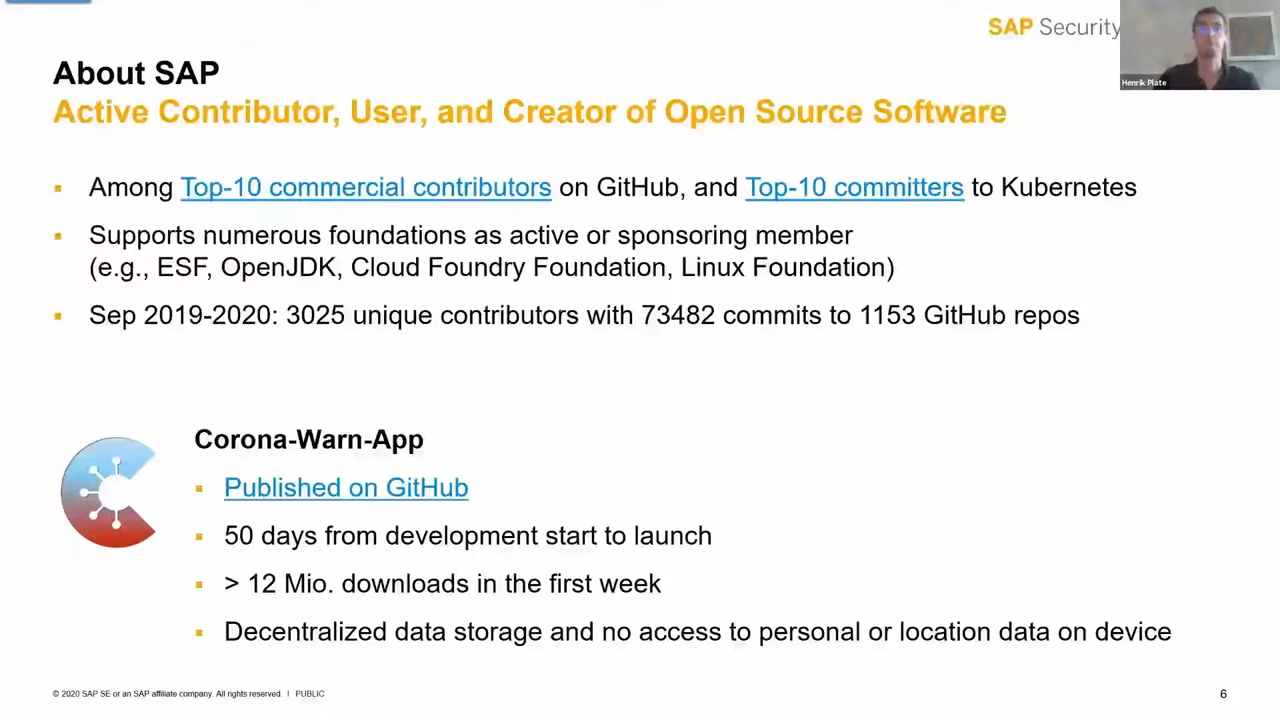 SAP Security
Henrik Plate
About SAP
Active Contributor, User, and Creator of Open Source Software
▪ Among Top-10 commercial contributors on GitHub, and Top-10 committers to Kubernetes
▪ Supports numerous foundations as active or sponsoring member
(e.g., ESF, OpenJDK, Cloud Foundry Foundation, Linux Foundation)
▪ Sep 2019-2020: 3025 unique contributors with 73482 commits to 1153 GitHub repos
Corona-Warn-App
▪ Published on GitHub
▪ 50 days from development start to launch
▪ > 12 Mio. downloads in the first week
▪ Decentralized data storage and no access to personal or location data on device
© 2020 SAP SE or an SAP affiliate company. All rights reserved. | PUBLIC
6